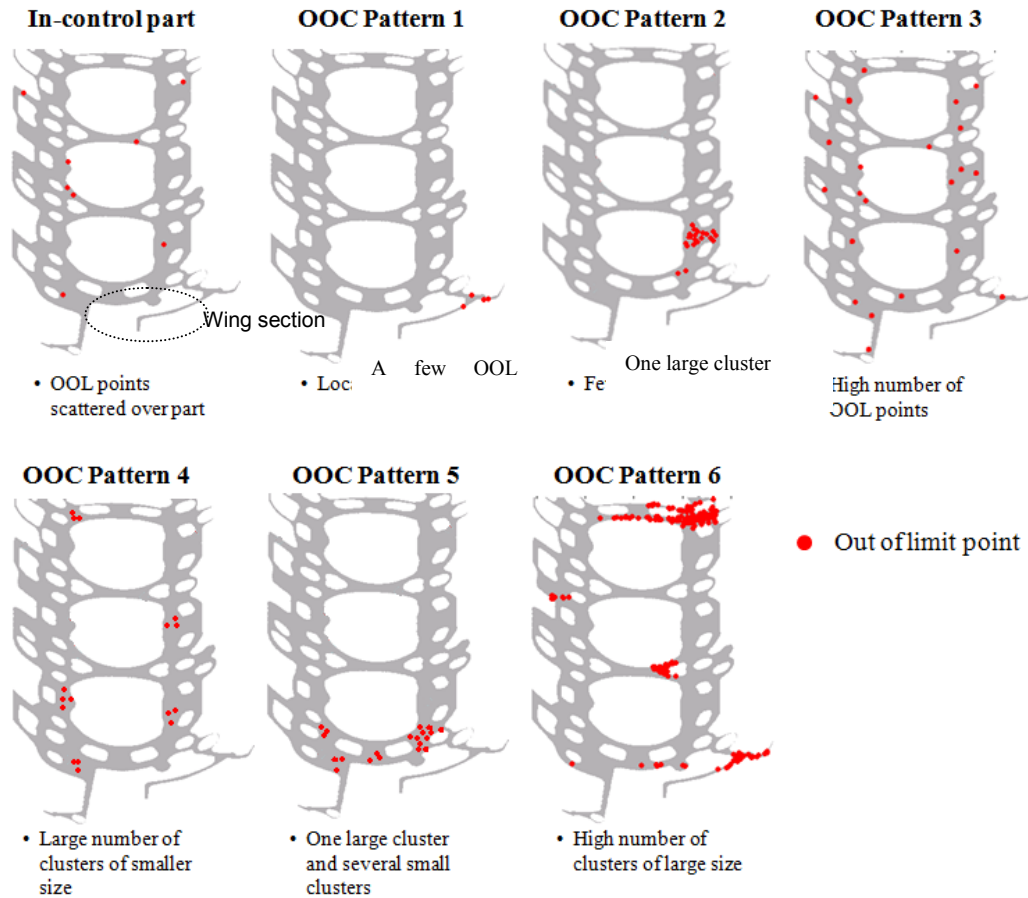 In-control part
OOC Pattern 1
OOC Pattern 2
OOC Pattern 3
Wing section
• OOL points
scattered over part
• Loc
A few OOL
• Fe
One large cluster
High number of
OOL points
OOC Pattern 4
OOC Pattern 5
OOC Pattern 6
Out of limit point
• Large number of
clusters of smaller
size
• One large cluster
and several small
clusters
• High number of
clusters of large size